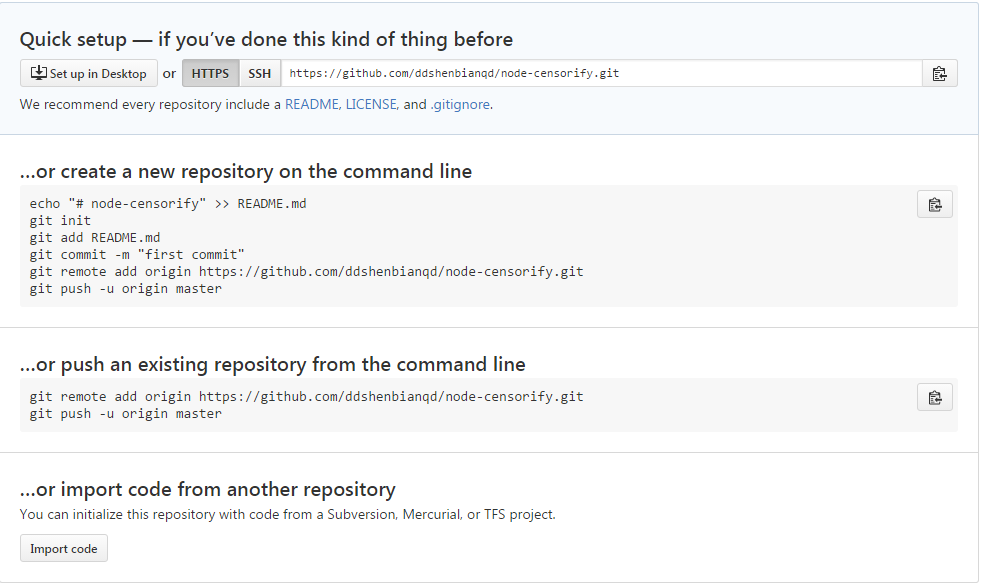 Quick setup — if you’ve done this kind of thing before
Set up in Desktop or HTTPS SSH https://github.com/ddshenbianqd/node-censorify.git
We recommend every repository include a README, LICENSE, and .gitignore.
…or create a new repository on the command line
echo "# node-censorify" >> README.md
git init
git add README.md
git commit -m "first commit"
git remote add origin https://github.com/ddshenbianqd/node-censorify.git
git push -u origin master
…or push an existing repository from the command line
git remote add origin https://github.com/ddshenbianqd/node-censorify.git
git push -u origin master
…or import code from another repository
You can initialize this repository with code from a Subversion, Mercurial, or TFS project.
Import code